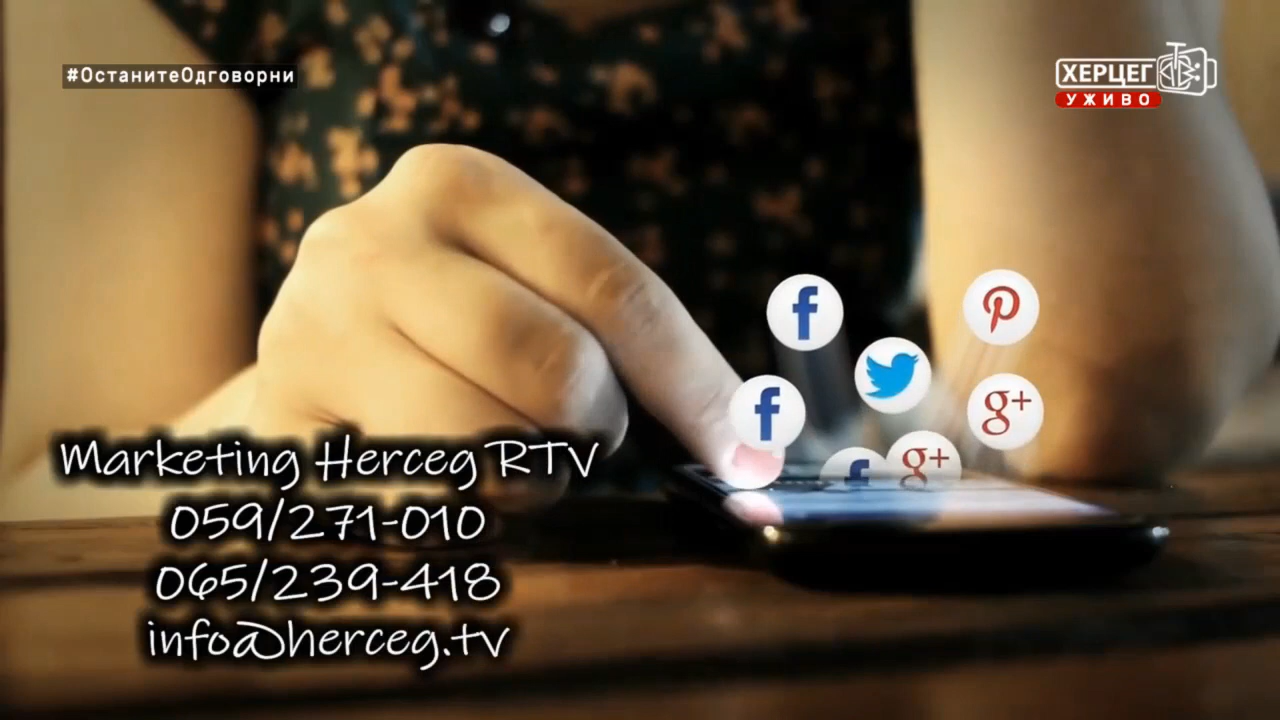 #ОстанитеОдговорни
ХЕРЦЕГ
УЖИВО
Marketing Herceg RTV
059/271-010
065/239-418
info@herceg.tv